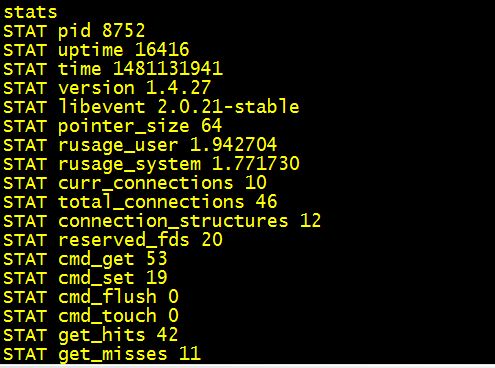 stats
STAT pid 8752
STAT uptime 16416
STAT time 1481131941
STAT version 1.4.27
STAT libevent 2.0.21-stable
STAT pointer_size 64
STAT rusage_user 1.942704
STAT rusage_system 1.771730
STAT curr_connections 10
STAT total_connections 46
STAT connection_structures 12
STAT reserved_fds 20
STAT cmd_get 53
STAT cmd_set 19
STAT cmd_flush 0
STAT cmd_touch 0
STAT get_hits 42
STAT get_misses 11